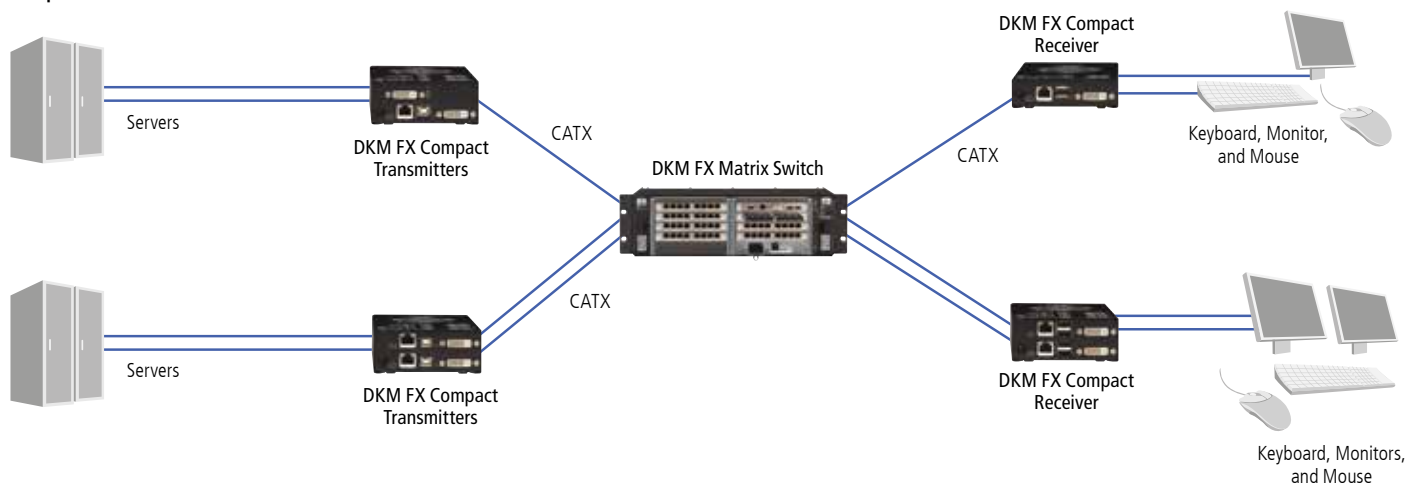 DKM FX Compact
Receiver
Servers
DKM FX Compact
Transmitters
CATX
DKM FX Matrix Switch
CATX
Keyboard, Monitor,
and Mouse
Servers
DKM FX Compact
Transmitters
CATX
DKM FX Compact
Receiver
Keyboard, Monitors,
and Mouse